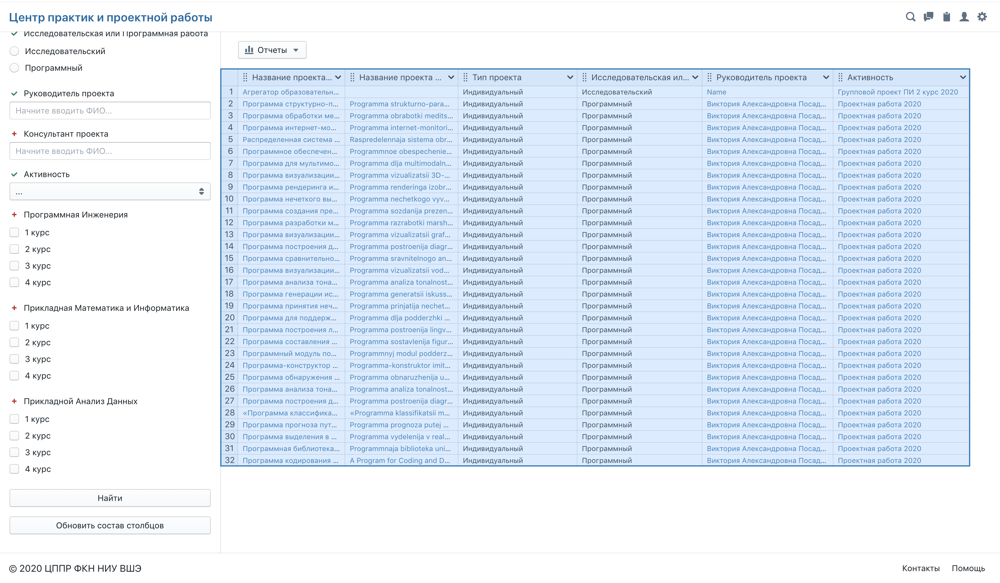 Центр практик и проектной работы
Исследовательская или Программная работа
Исследовательский
Программный
Руководитель проекта
Начните вводить ФИО...
Консультант проекта
Начните вводить ФИО...
Активность
...
Программная Инженерия
1 курс
2 курс
3 курс
4 курс
Прикладная Математика и Информатика
1 курс
2 курс
3 курс
4 курс
Прикладной Анализ Данных
1 курс
2 курс
3 курс
4 курс
Найти
Обновить состав столбцов
Отчеты
Название проекта... Название проекта ... Тип проекта Исследовательская ил... Руководитель проекта Активность
1 Агрегатор образовательн... Индивидуальный Исследовательский Name Групповой проект ПИ 2 курс 2020
2 Программа структурно-п... Programma strukturno-para... Индивидуальный Программный Виктория Александровна Посад... Проектная работа 2020
3 Программа обработки ме... Programma obrabotki medits... Индивидуальный Программный Виктория Александровна Посад... Проектная работа 2020
4 Программа интернет-мо... Programma internet-monitori... Индивидуальный Программный Виктория Александровна Посад... Проектная работа 2020
5 Распределенная система ... Raspredelennaja sistema obr... Индивидуальный Программный Виктория Александровна Посад... Проектная работа 2020
6 Программное обеспечен... Programmnoe obespechenie... Индивидуальный Программный Виктория Александровна Посад... Проектная работа 2020
7 Программа для мультимо... Programma dlja multimodaln... Индивидуальный Программный Виктория Александровна Посад... Проектная работа 2020
8 Программа визуализации... Programma vizualizatsii 3D-... Индивидуальный Программный Виктория Александровна Посад... Проектная работа 2020
9 Программа рендеринга и... Programma renderinga izobr... Индивидуальный Программный Виктория Александровна Посад... Проектная работа 2020
10 Программа нечеткого вы... Programma nechetkogo vyv... Индивидуальный Программный Виктория Александровна Посад... Проектная работа 2020
11 Программа создания пре... Programma sozdanija prezen... Индивидуальный Программный Виктория Александровна Посад... Проектная работа 2020
12 Программа разработки м... Programma razrabotki marsh... Индивидуальный Программный Виктория Александровна Посад... Проектная работа 2020
13 Программа визуализации... Programma vizualizatsii graf... Индивидуальный Программный Виктория Александровна Посад... Проектная работа 2020
14 Программа построения д... Programma postroenija diagr... Индивидуальный Программный Виктория Александровна Посад... Проектная работа 2020
15 Программа сравнительно... Programma sravnitelnogo an... Индивидуальный Программный Виктория Александровна Посад... Проектная работа 2020
16 Программа визуализации... Programma vizualizatsii vod... Индивидуальный Программный Виктория Александровна Посад... Проектная работа 2020
17 Программа анализа тона... Programma analiza tonalnost... Индивидуальный Программный Виктория Александровна Посад... Проектная работа 2020
18 Программа генерации ис... Programma generatsii iskuss... Индивидуальный Программный Виктория Александровна Посад... Проектная работа 2020
19 Программа принятия неч... Programma prinjatija nechet... Индивидуальный Программный Виктория Александровна Посад... Проектная работа 2020
20 Программа для поддерж... Programma dlja podderzhki ... Индивидуальный Программный Виктория Александровна Посад... Проектная работа 2020
21 Программа построения л... Programma postroenija lingv... Индивидуальный Программный Виктория Александровна Посад... Проектная работа 2020
22 Программа составления ... Programma sostavlenija figur... Индивидуальный Программный Виктория Александровна Посад... Проектная работа 2020
23 Программный модуль по... Programmnyj modul podderz... Индивидуальный Программный Виктория Александровна Посад... Проектная работа 2020
24 Программа-конструктор ... Programma-konstruktor imit... Индивидуальный Программный Виктория Александровна Посад... Проектная работа 2020
25 Программа обнаружения ... Programma obnaruzhenija u... Индивидуальный Программный Виктория Александровна Посад... Проектная работа 2020
26 Программа анализа тона... Programma analiza tonalnost... Индивидуальный Программный Виктория Александровна Посад... Проектная работа 2020
27 Программа построения д... Programma postroenija diagr... Индивидуальный Программный Виктория Александровна Посад... Проектная работа 2020
28 «Программа классифика... «Programma klassifikatsii m... Индивидуальный Программный Виктория Александровна Посад... Проектная работа 2020
29 Программа прогноза пут... Programma prognoza putej ... Индивидуальный Программный Виктория Александровна Посад... Проектная работа 2020
30 Программа выделения в ... Programma vydelenija v real... Индивидуальный Программный Виктория Александровна Посад... Проектная работа 2020
31 Программная библиотека... Programmnaja biblioteka uni... Индивидуальный Программный Виктория Александровна Посад... Проектная работа 2020
32 Программа кодирования ... A Program for Coding and D... Индивидуальный Программный Виктория Александровна Посад... Проектная работа 2020
© 2020 ЦППР ФКН НИУ ВШЭ
Контакты Помощь